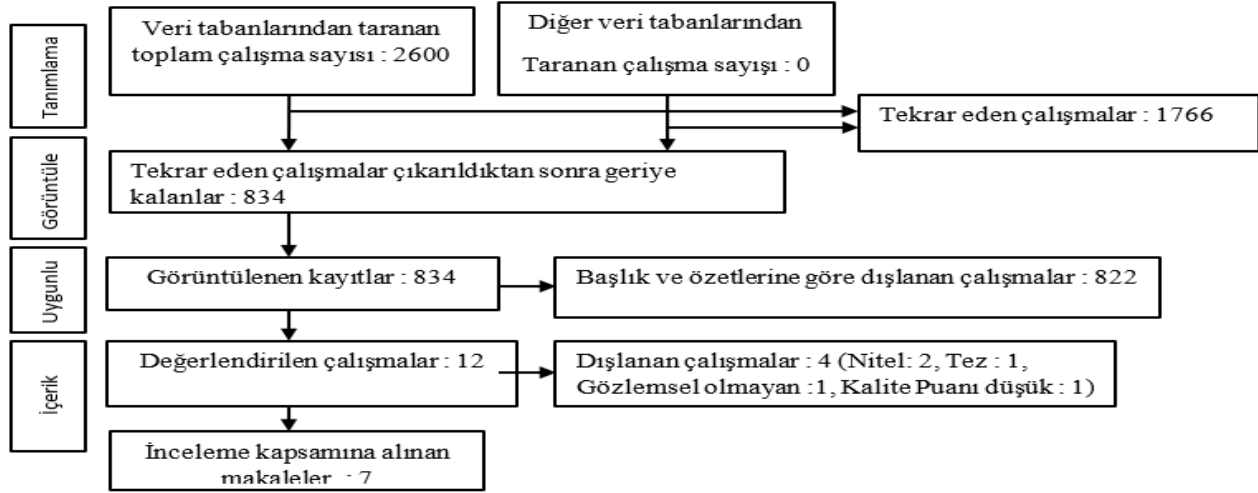 Tanımlama
Veri tabanlarından taranan
toplam çalışma sayısı : 2600
Diğer veri tabanlarından
Taranan çalışma sayışı : 0
Tekrar eden çalışmalar : 1766
Görüntüle
Tekrar eden çalışmalar çıkarıldıktan sonra geriye
kalanlar : 834
Uygunlu
Görüntülenen kayıtlar : 834
Başlık ve özetlerine göre dışlanan çalışmalar : 822
İçerik
Değerlendirilen çalışmalar : 12
Dışlanan çalışmalar : 4 (Nitel: 2, Tez : 1,
Gözlemsel olmayan :1, Kalite Puanı düşük : 1)
İnceleme kapsamına alınan
makaleler : 7